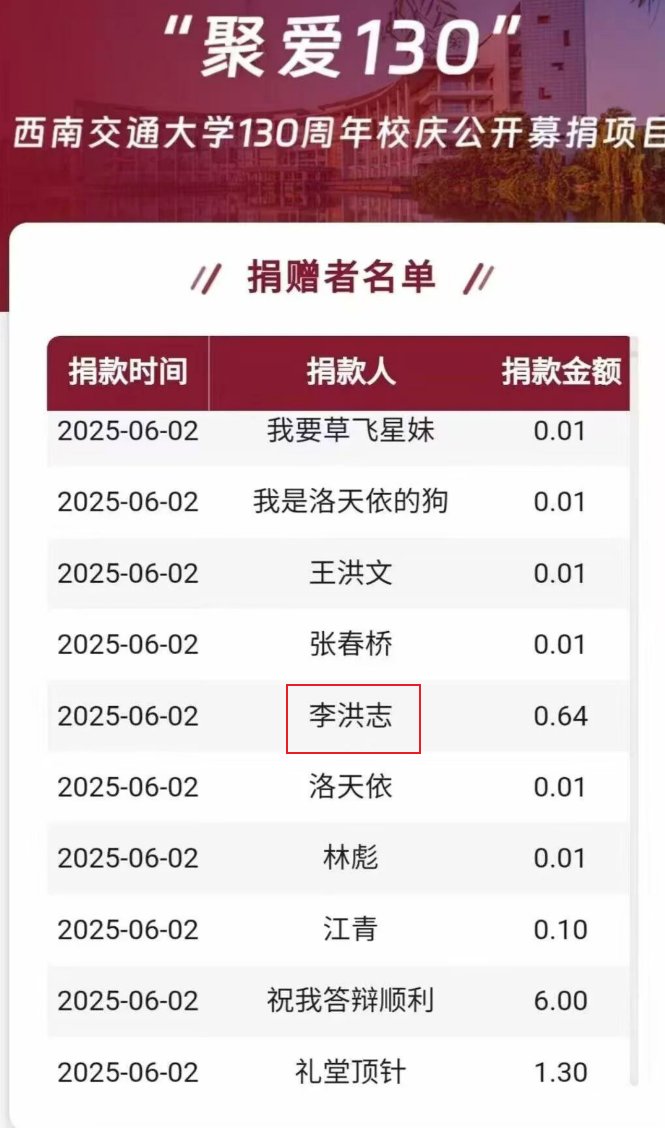 “聚爱130”
西南交通大学130周年校庆公开募捐项目
捐赠者名单
捐款时间 捐款人 捐款金额
2025-06-02 我要草飞星妹 0.01
2025-06-02 我是洛天依的狗 0.01
2025-06-02 王洪文 0.01
2025-06-02 张春桥 0.01
2025-06-02 李洪志 0.64
2025-06-02 洛天依 0.01
2025-06-02 林彪 0.01
2025-06-02 江青 0.10
2025-06-02 祝我答辩顺利 6.00
2025-06-02 礼堂顶针 1.30